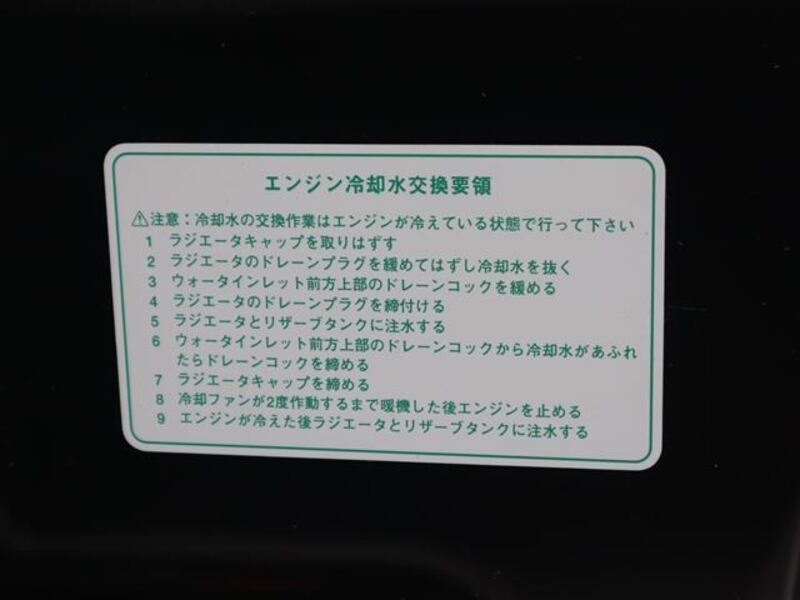 エンジン冷却水交換要領
⚠注意：冷却水の交換作業はエンジンが冷えている状態で行って下さい
1 ラジエータキャップを取りはずす
2 ラジエータのドレーンプラグを緩めてはずし冷却水を抜く
3 ウォータインレット前方上部のドレーンコックを緩める
4 ラジエータのドレーンプラグを締付ける
5 ラジエータとリザーブタンクに注水する
6 ウォータインレット前方上部のドレーンコックから冷却水があふれ
たらドレーンコックを締める
7 ラジエータキャップを締める
8 冷却ファンが2度作動するまで暖機した後エンジンを止める
9 エンジンが冷えた後ラジエータとリザーブタンクに注水する